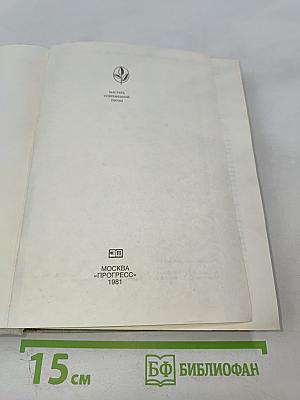 МАСТЕРА
СОВРЕМЕННОЙ
ПРОЗЫ
МОСКВА
«ПРОГРЕСС»
1981
15 см
БФ БИБЛИОФАН